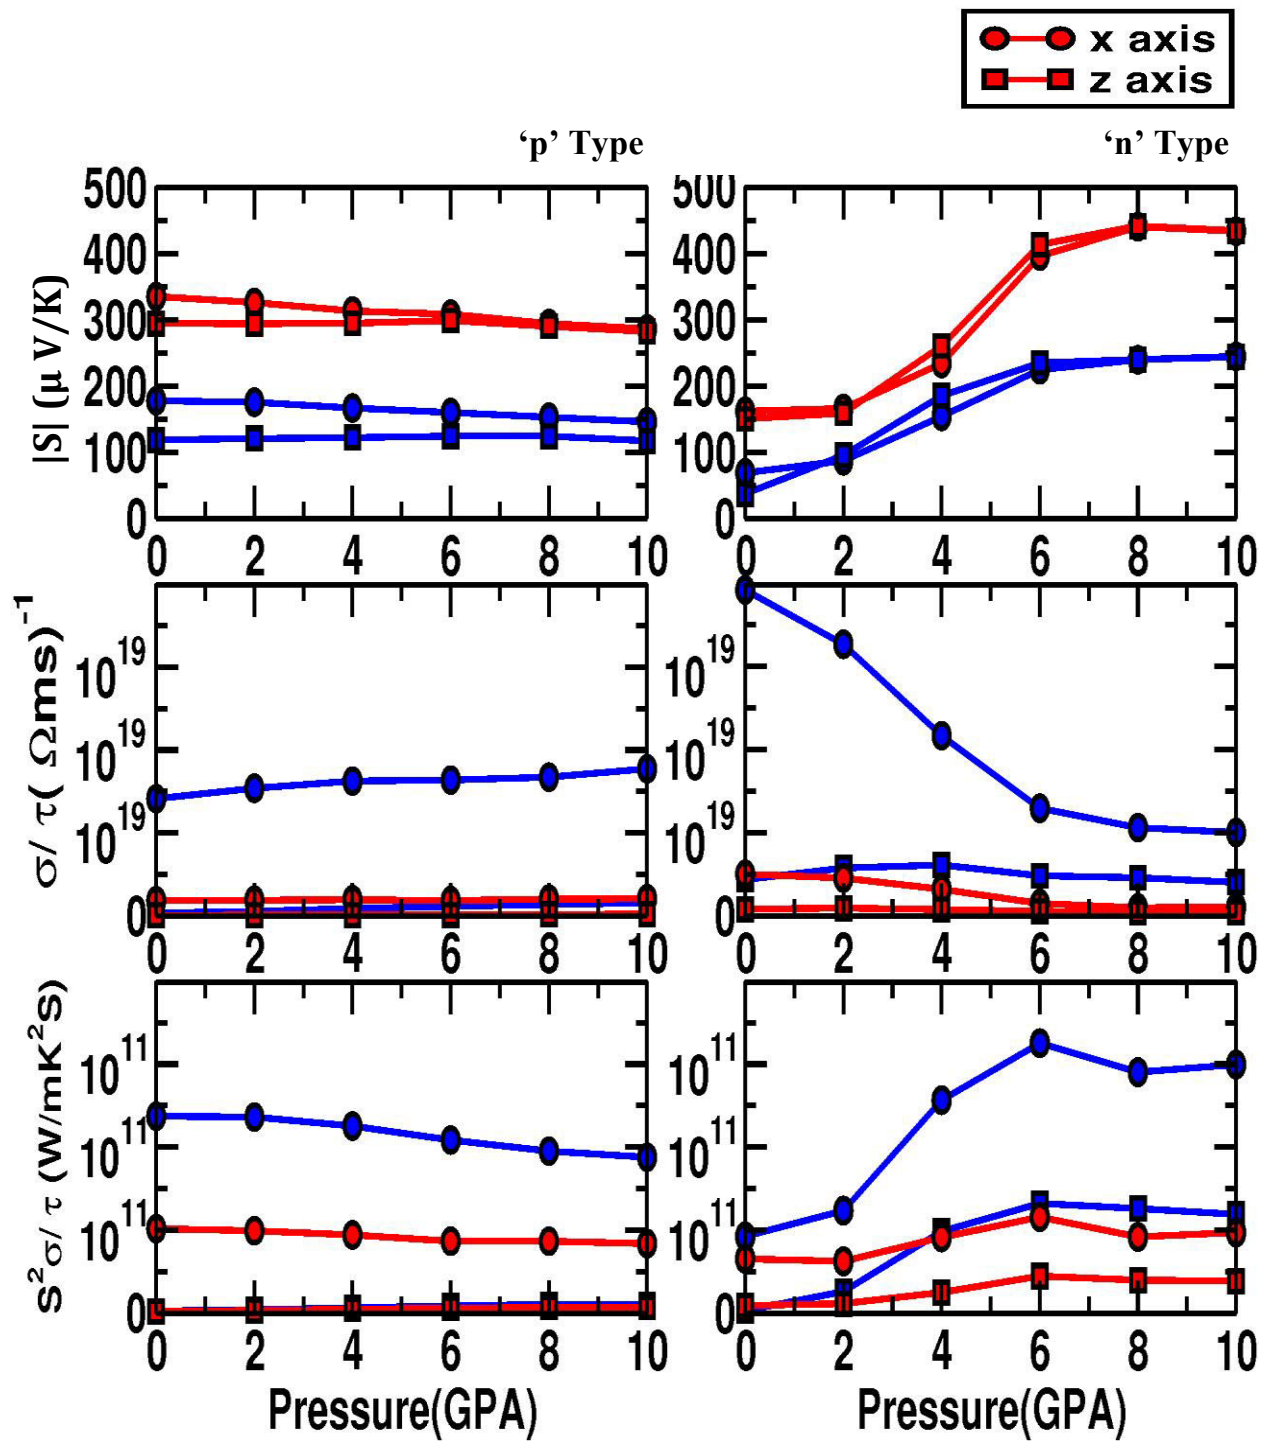 x axis
z axis
‘p’ Type
‘n’ Type
500
400
300
200
100
0
|S| (μ V/K)
0 2 4 6 8 10
500
400
300
200
100
0
0 2 4 6 8 10
10^19
10^19
10^19
0
σ/ τ( Ωms)^−1
0 2 4 6 8 10
10^19
10^19
10^19
0
0 2 4 6 8 10
10^11
10^11
10^11
0
S^2σ/ τ (W/mK^2S)
0 2 4 6 8 10
Pressure(GPA)
10^11
10^11
10^11
0
0 2 4 6 8 10
Pressure(GPA)